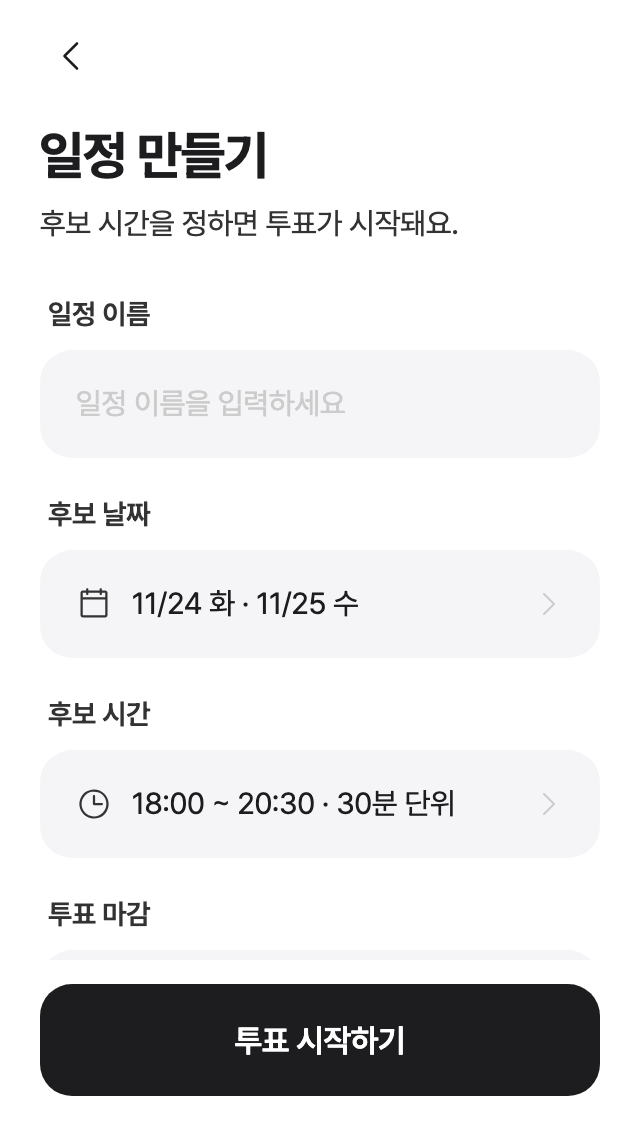 일정 만들기
후보 시간을 정하면 투표가 시작돼요.
일정 이름
일정 이름을 입력하세요
후보 날짜
11/24 화 · 11/25 수
후보 시간
18:00 ~ 20:30 · 30분 단위
투표 마감
투표 시작하기